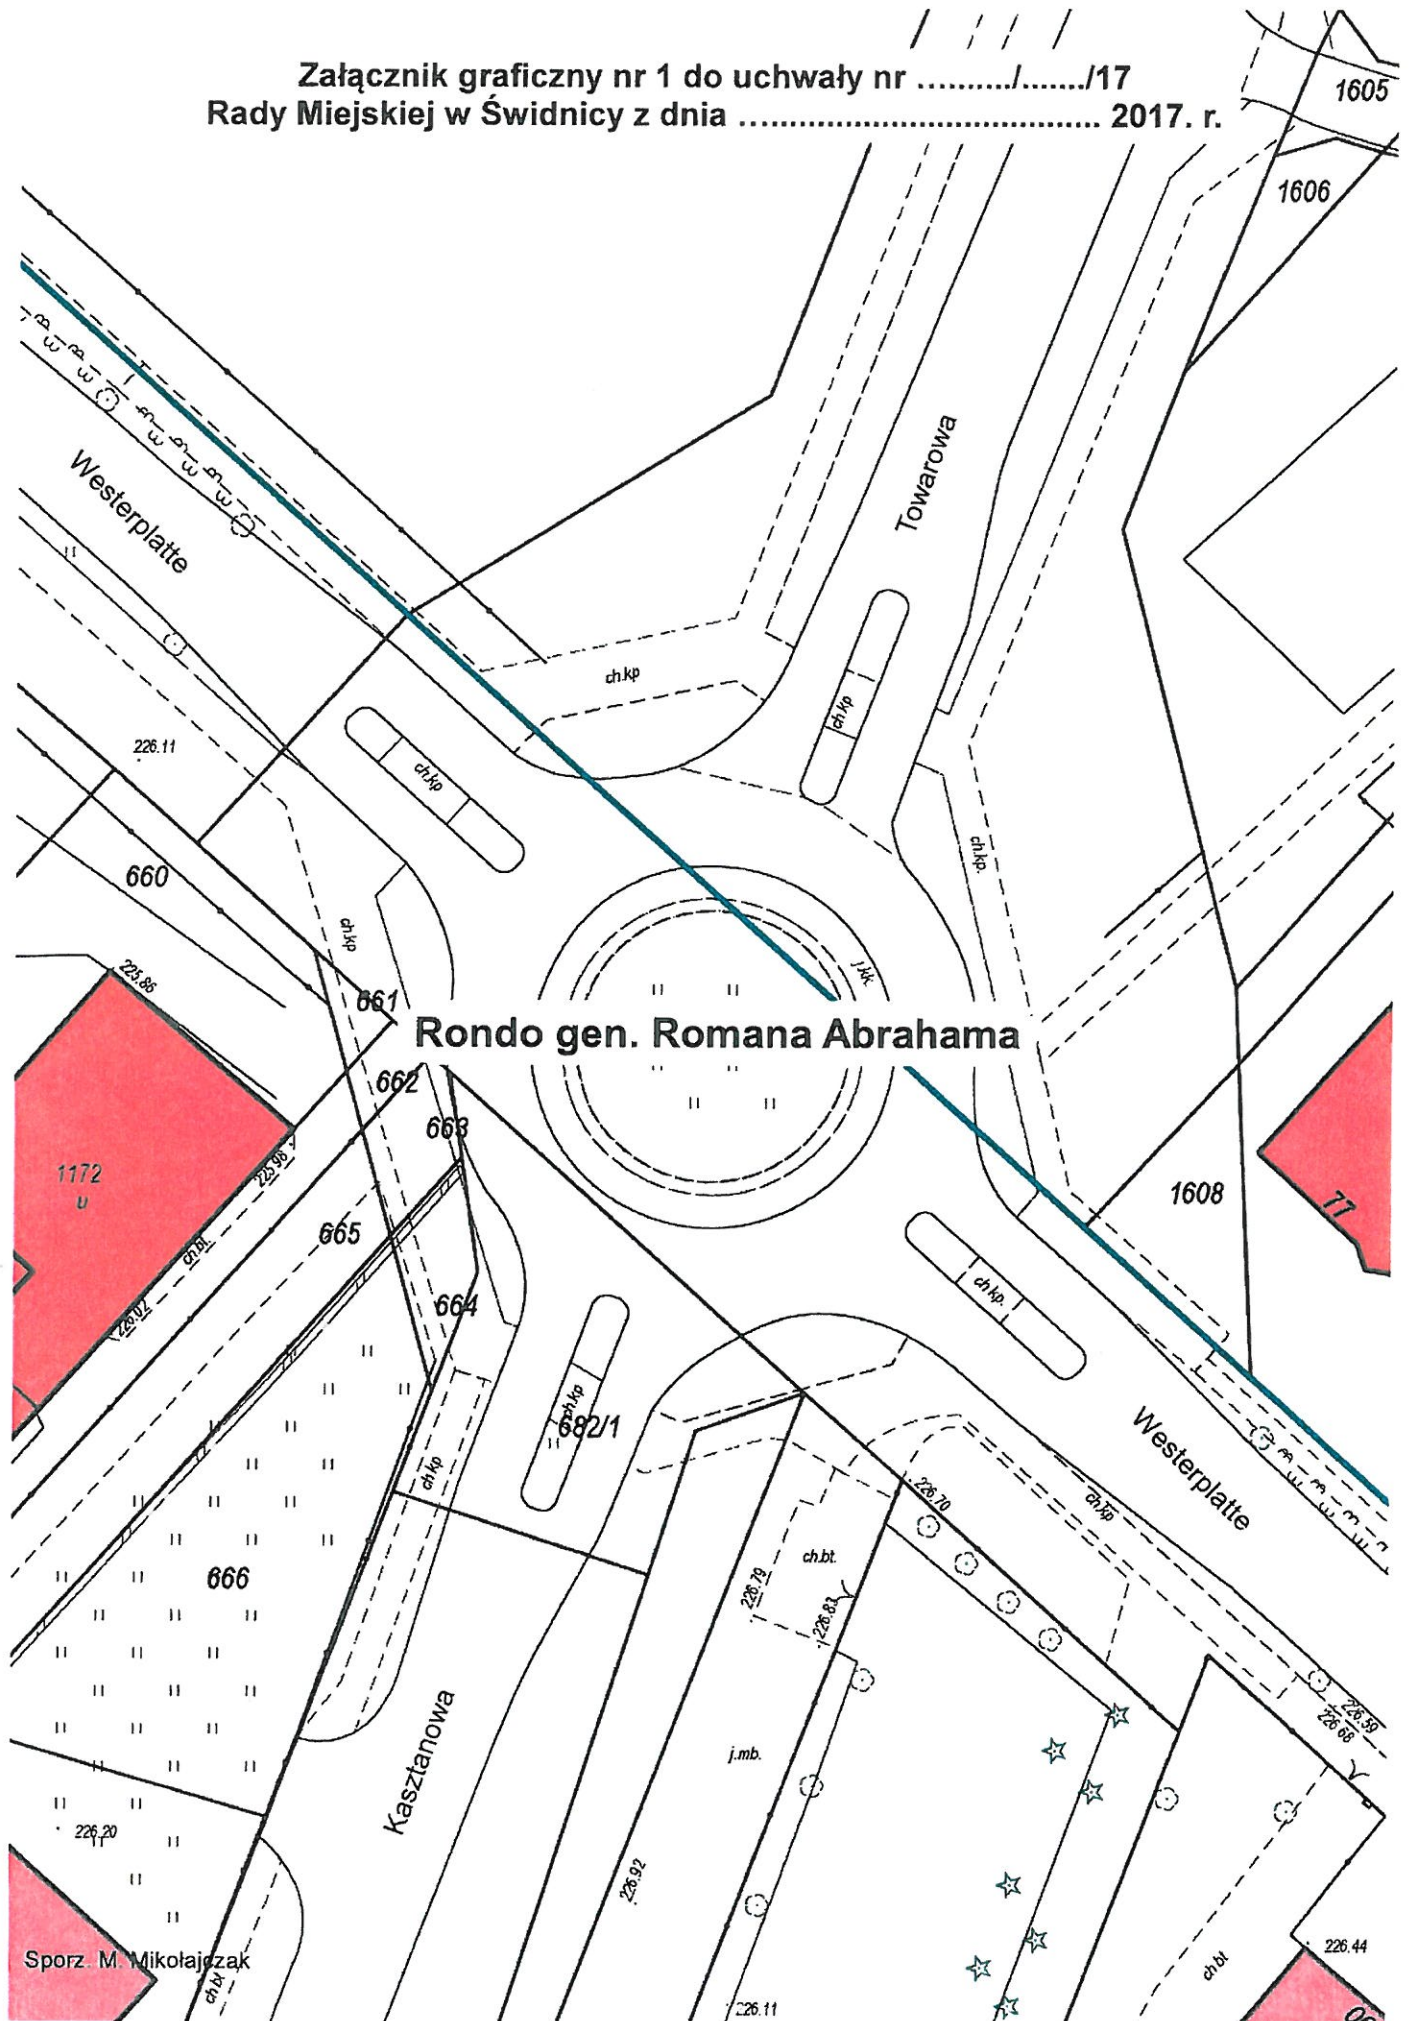 Załącznik graficzny nr 1 do uchwały nr ........../......./17
Rady Miejskiej w Świdnicy z dnia ....................................... 2017. r.
1605
1606
Towarowa
Westerplatte
ch.kp
ch.kp
226.11
ch.kp
ch.kp.
660
ch.kp
225.86
j.kk
661
Rondo gen. Romana Abrahama
662
663
1172
u
225.98
1608
77
665
ch.bt.
ch.kp.
226.02
664
ch.kp
682/1
Westerplatte
ch.kp
226.70
ch.kp
ch.bt.
666
226.79
226.83
Kasztanowa
226.59
226.68
j.mb.
226.20
226.92
226.44
Sporz. M. Mikołajczak
ch.bt
ch.bt
226.11